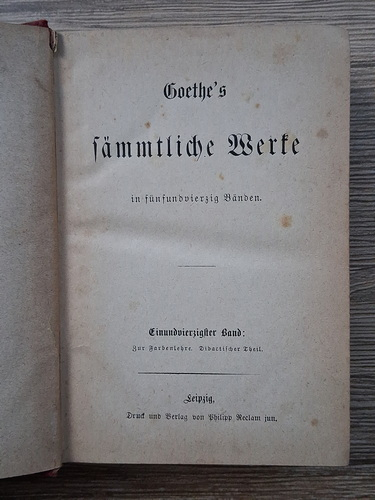 Goethe's
sämmtliche Werke
in fünfundvierzig Bänden.
Einundvierzigster Band:
Zur Farbenlehre. Didactischer Theil.
Leipzig,
Druck und Verlag von Philipp Reclam jun.